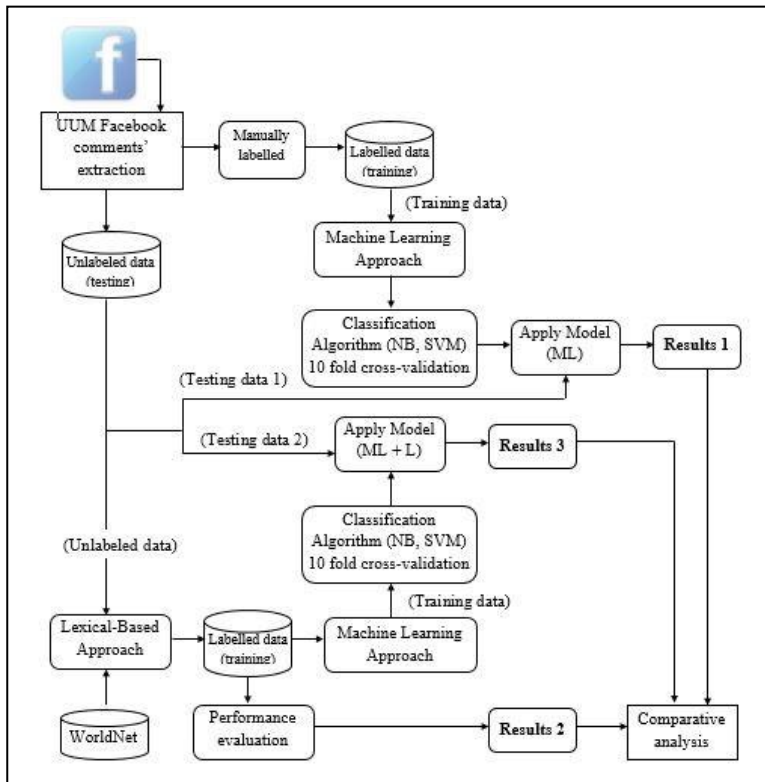 f
UUM Facebook
comments'
extraction
Manually
labelled
Labelled data
(training)
(Training data)
Machine Learning
Approach
Unlabeled data
(testing)
Classification
Algorithm (NB, SVM)
10 fold cross-validation
Apply Model
(ML)
Results 1
(Testing data 1)
(Testing data 2)
Apply Model
(ML + L)
Results 3
Classification
Algorithm (NB, SVM)
10 fold cross-validation
(Unlabeled data)
(Training data)
Lexical-Based
Approach
Labelled data
(training)
Machine Learning
Approach
WorldNet
Performance
evaluation
Results 2
Comparative
analysis